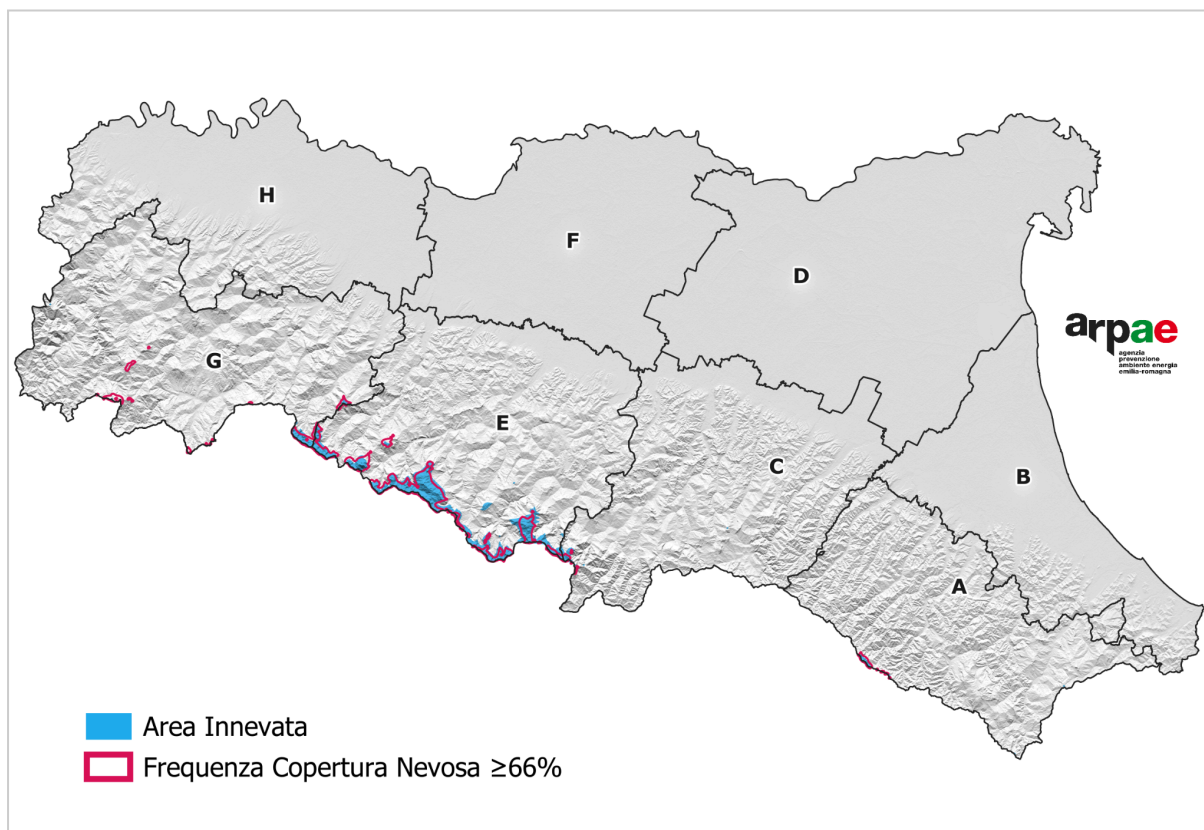 H
F
D
G
E
C
B
A
arpae
agenzia
prevenzione
ambiente energia
emilia-romagna
Area Innevata
Frequenza Copertura Nevosa ≥66%